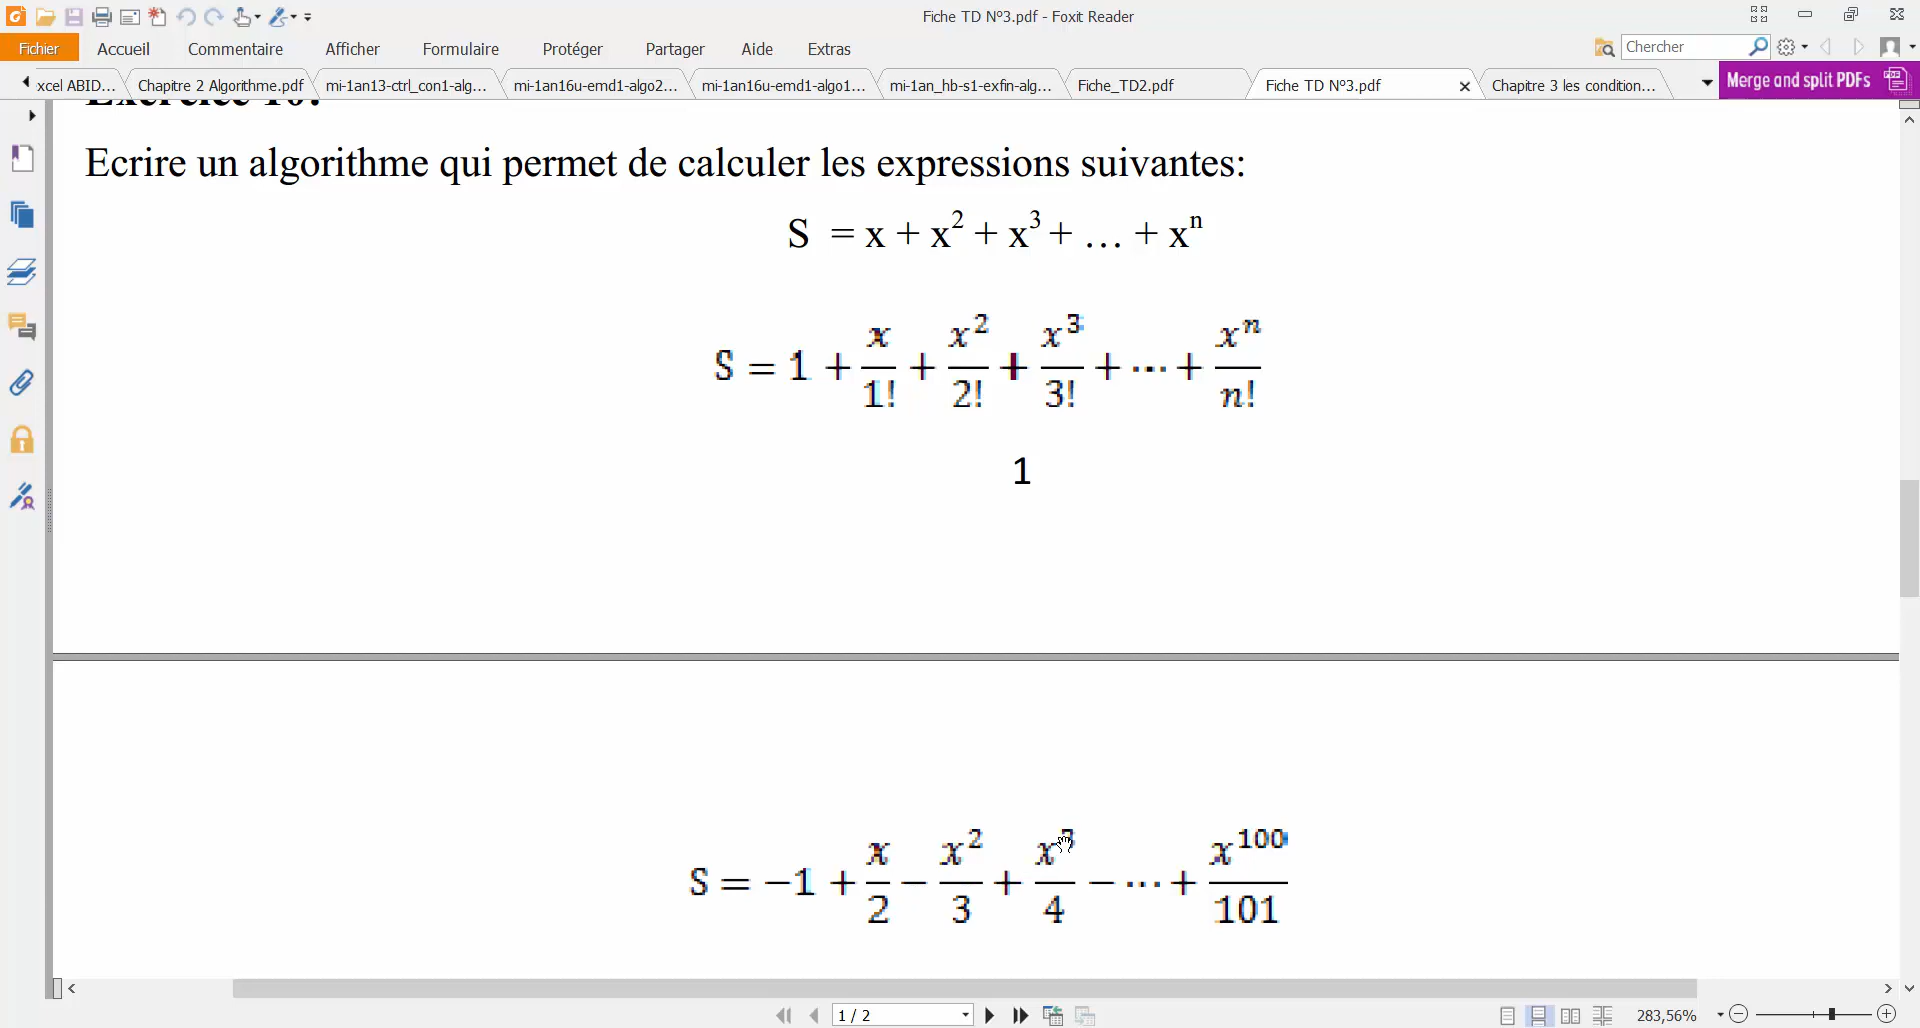 Fiche TD Nº3.pdf - Foxit Reader
Fichier Accueil Commentaire Afficher Formulaire Protéger Partager Aide Extras Chercher
xcel ABID... Chapitre 2 Algorithme.pdf mi-1an13-ctrl_con1-alg... mi-1an16u-emd1-algo2... mi-1an16u-emd1-algo1... mi-1an_hb-s1-exfin-alg... Fiche_TD2.pdf Fiche TD Nº3.pdf Chapitre 3 les condition... Merge and split PDFs
Exercice 10:
Ecrire un algorithme qui permet de calculer les expressions suivantes:
S = x + x² + x³ + … + xⁿ
S = 1 + x/1! + x²/2! + x³/3! + ⋯ + xⁿ/n!
1
S = −1 + x/2 − x²/3 + x³/4 − ⋯ + x¹⁰⁰/101
1 / 2 283,56%